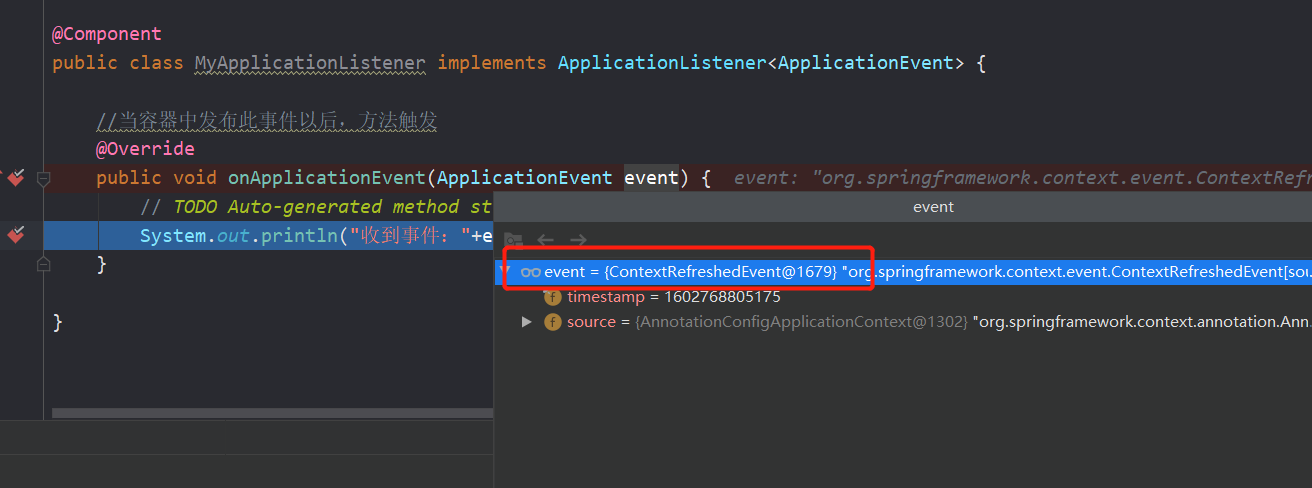 @Component
public class MyApplicationListener implements ApplicationListener<ApplicationEvent> {
//当容器中发布此事件以后，方法触发
@Override
public void onApplicationEvent(ApplicationEvent event) { event: "org.springframework.context.event.ContextRefr
// TODO Auto-generated method st
event
System.out.println("收到事件："+e
event = {ContextRefreshedEvent@1679} "org.springframework.context.event.ContextRefreshedEvent[sou...
}
timestamp = 1602768805175
source = {AnnotationConfigApplicationContext@1302} "org.springframework.context.annotation.Ann...
}